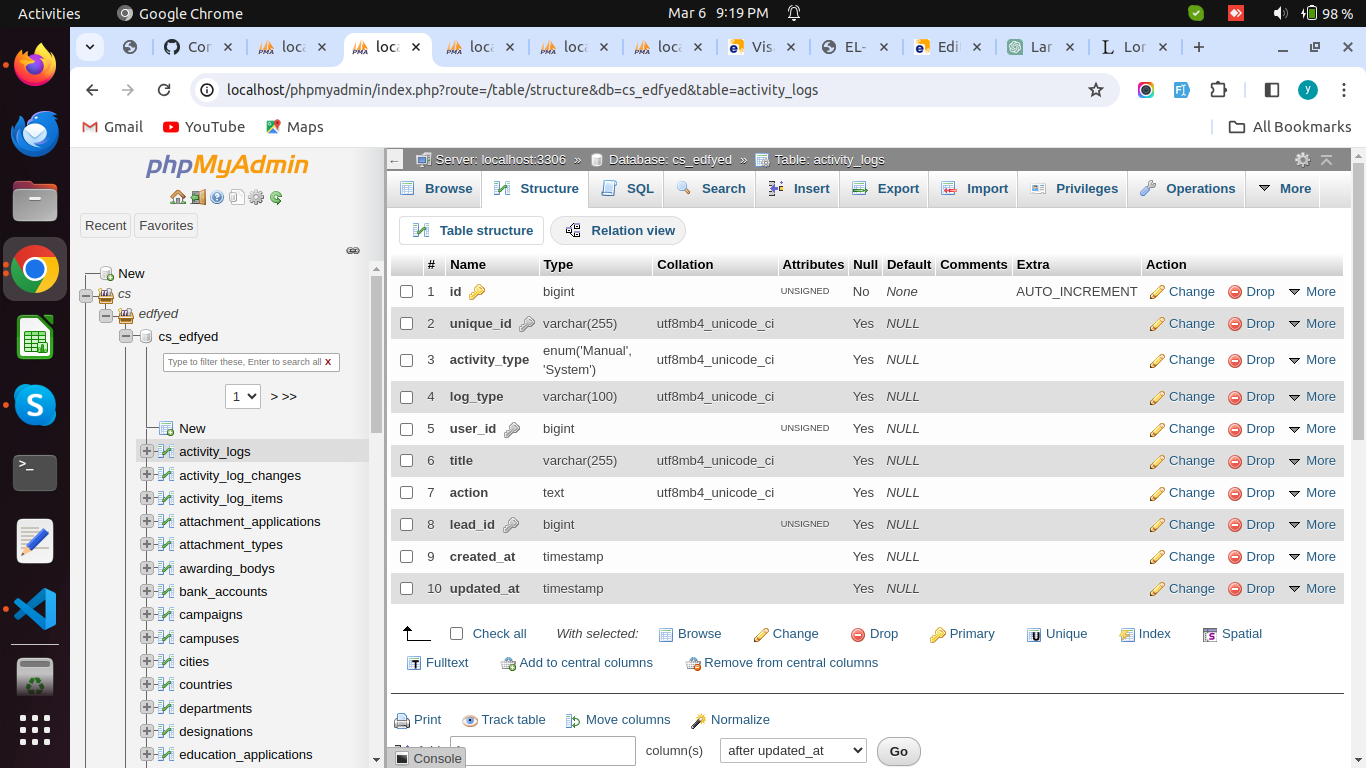 Activities Google Chrome Mar 6 9:19 PM 98 %
Cor loca loca loca loca loca Vis EL- Edit Lar Lor
localhost/phpmyadmin/index.php?route=/table/structure&db=cs_edfyed&table=activity_logs y
Gmail YouTube Maps All Bookmarks
phpMyAdmin
Recent Favorites
New
cs
edfyed
cs_edfyed
Type to filter these, Enter to search all X
1 > >>
New
activity_logs
activity_log_changes
activity_log_items
attachment_applications
attachment_types
awarding_bodys
bank_accounts
campaigns
campuses
cities
countries
departments
designations
education_applications
Server: localhost:3306 » Database: cs_edfyed » Table: activity_logs
Browse Structure SQL Search Insert Export Import Privileges Operations More
Table structure Relation view
# Name Type Collation Attributes Null Default Comments Extra Action
1 id bigint UNSIGNED No None AUTO_INCREMENT Change Drop More
2 unique_id varchar(255) utf8mb4_unicode_ci Yes NULL Change Drop More
3 activity_type enum('Manual', 'System') utf8mb4_unicode_ci Yes NULL Change Drop More
4 log_type varchar(100) utf8mb4_unicode_ci Yes NULL Change Drop More
5 user_id bigint UNSIGNED Yes NULL Change Drop More
6 title varchar(255) utf8mb4_unicode_ci Yes NULL Change Drop More
7 action text utf8mb4_unicode_ci Yes NULL Change Drop More
8 lead_id bigint UNSIGNED Yes NULL Change Drop More
9 created_at timestamp Yes NULL Change Drop More
10 updated_at timestamp Yes NULL Change Drop More
Check all With selected: Browse Change Drop Primary Unique Index Spatial
Fulltext Add to central columns Remove from central columns
Print Track table Move columns Normalize
column(s) after updated_at Go
Console